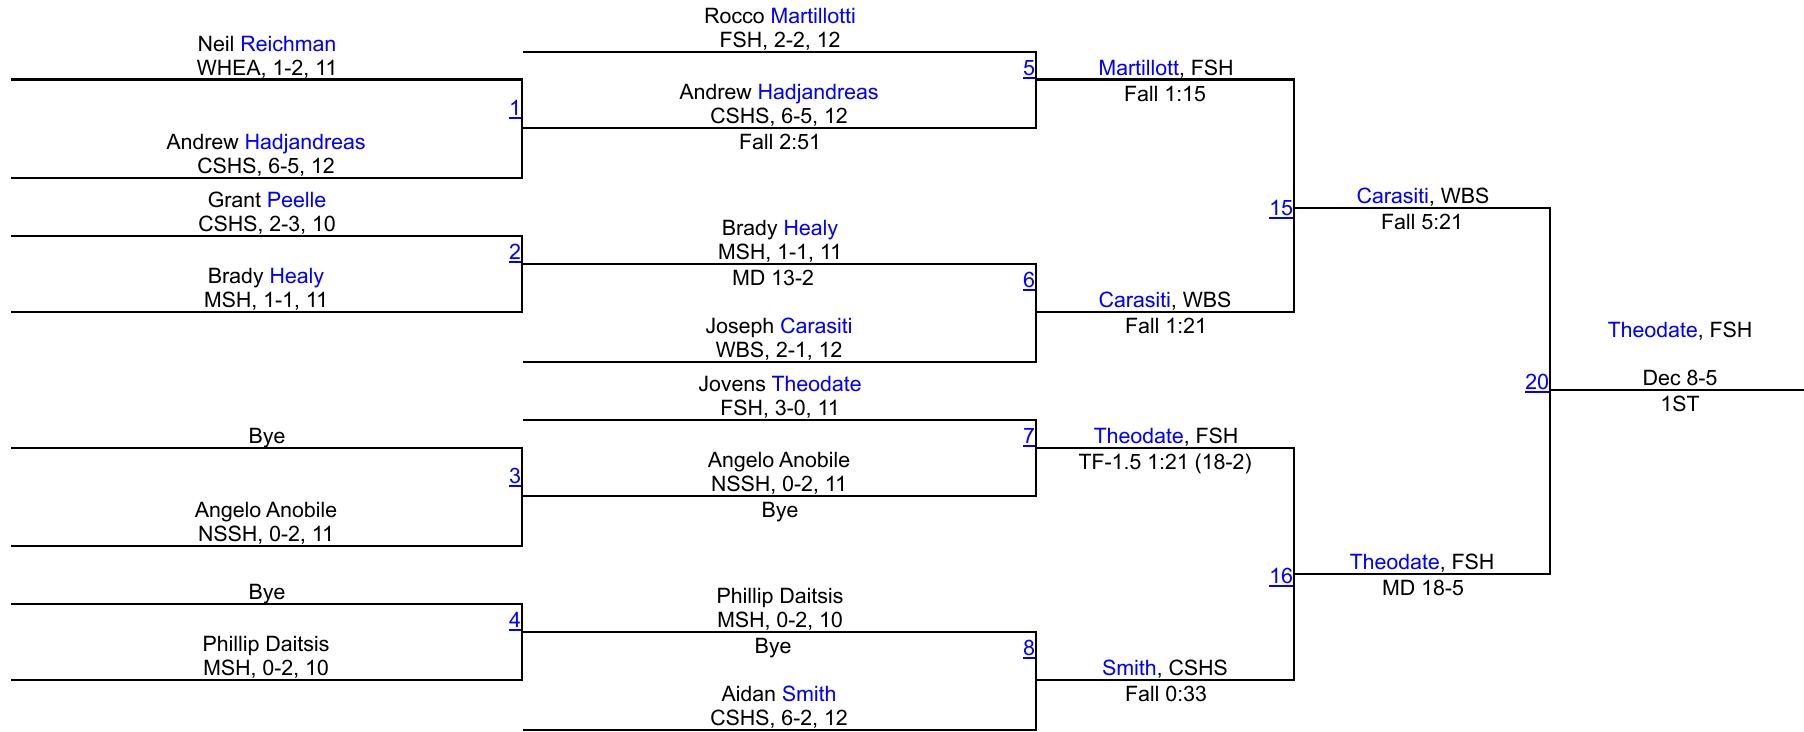 Neil Reichman
WHEA, 1-2, 11
1
Andrew Hadjandreas
CSHS, 6-5, 12
Grant Peelle
CSHS, 2-3, 10
2
Brady Healy
MSH, 1-1, 11
Bye
3
Angelo Anobile
NSSH, 0-2, 11
Bye
4
Phillip Daitsis
MSH, 0-2, 10
Rocco Martillotti
FSH, 2-2, 12
5
Andrew Hadjandreas
CSHS, 6-5, 12
Fall 2:51
Brady Healy
MSH, 1-1, 11
MD 13-2
6
Joseph Carasiti
WBS, 2-1, 12
Jovens Theodate
FSH, 3-0, 11
7
Angelo Anobile
NSSH, 0-2, 11
Bye
Phillip Daitsis
MSH, 0-2, 10
Bye
8
Aidan Smith
CSHS, 6-2, 12
Martillott, FSH
Fall 1:15
15
Carasiti, WBS
Fall 1:21
Theodate, FSH
TF-1.5 1:21 (18-2)
16
Smith, CSHS
Fall 0:33
Carasiti, WBS
Fall 5:21
20
Theodate, FSH
MD 18-5
Theodate, FSH
Dec 8-5
1ST